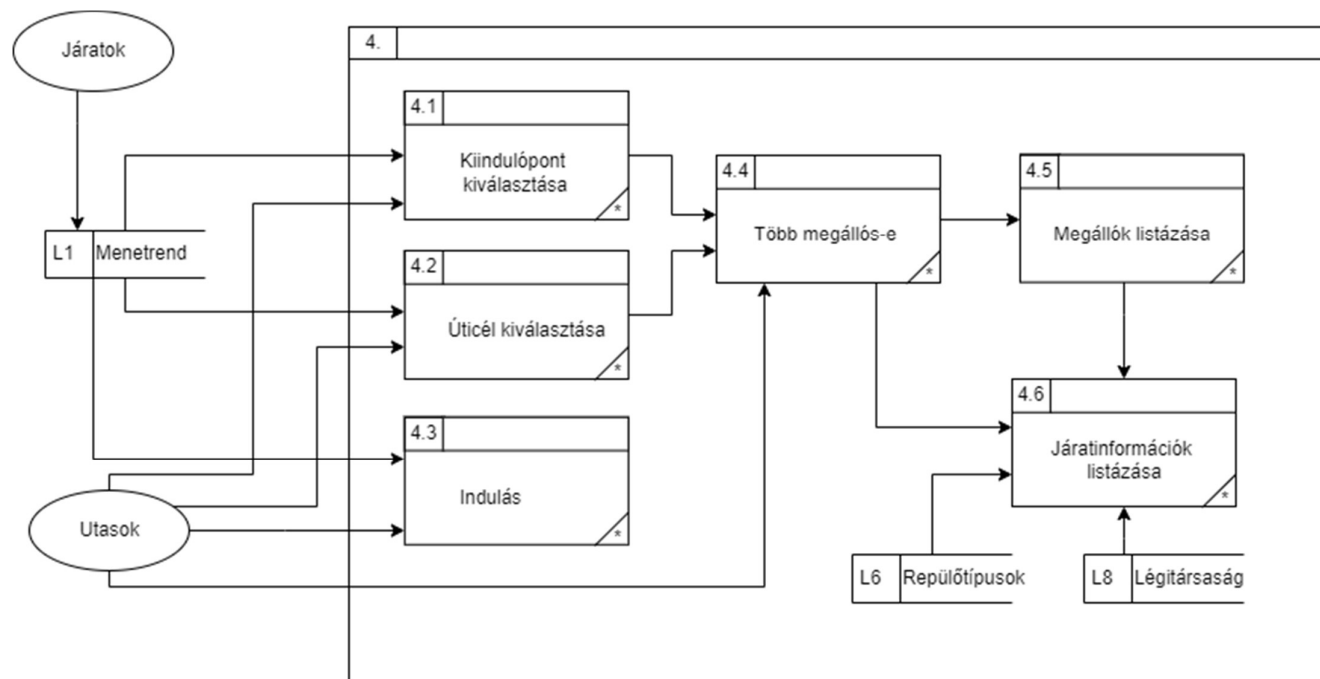 Járatok
4.
4.1
Kiindulópont
kiválasztása
*
4.4
Több megállós-e
*
4.5
Megállók listázása
*
L1 Menetrend
4.2
Úticél kiválasztása
*
4.3
Indulás
*
4.6
Járatinformációk
listázása
*
Utasok
L6 Repülőtípusok
L8 Légitársaság